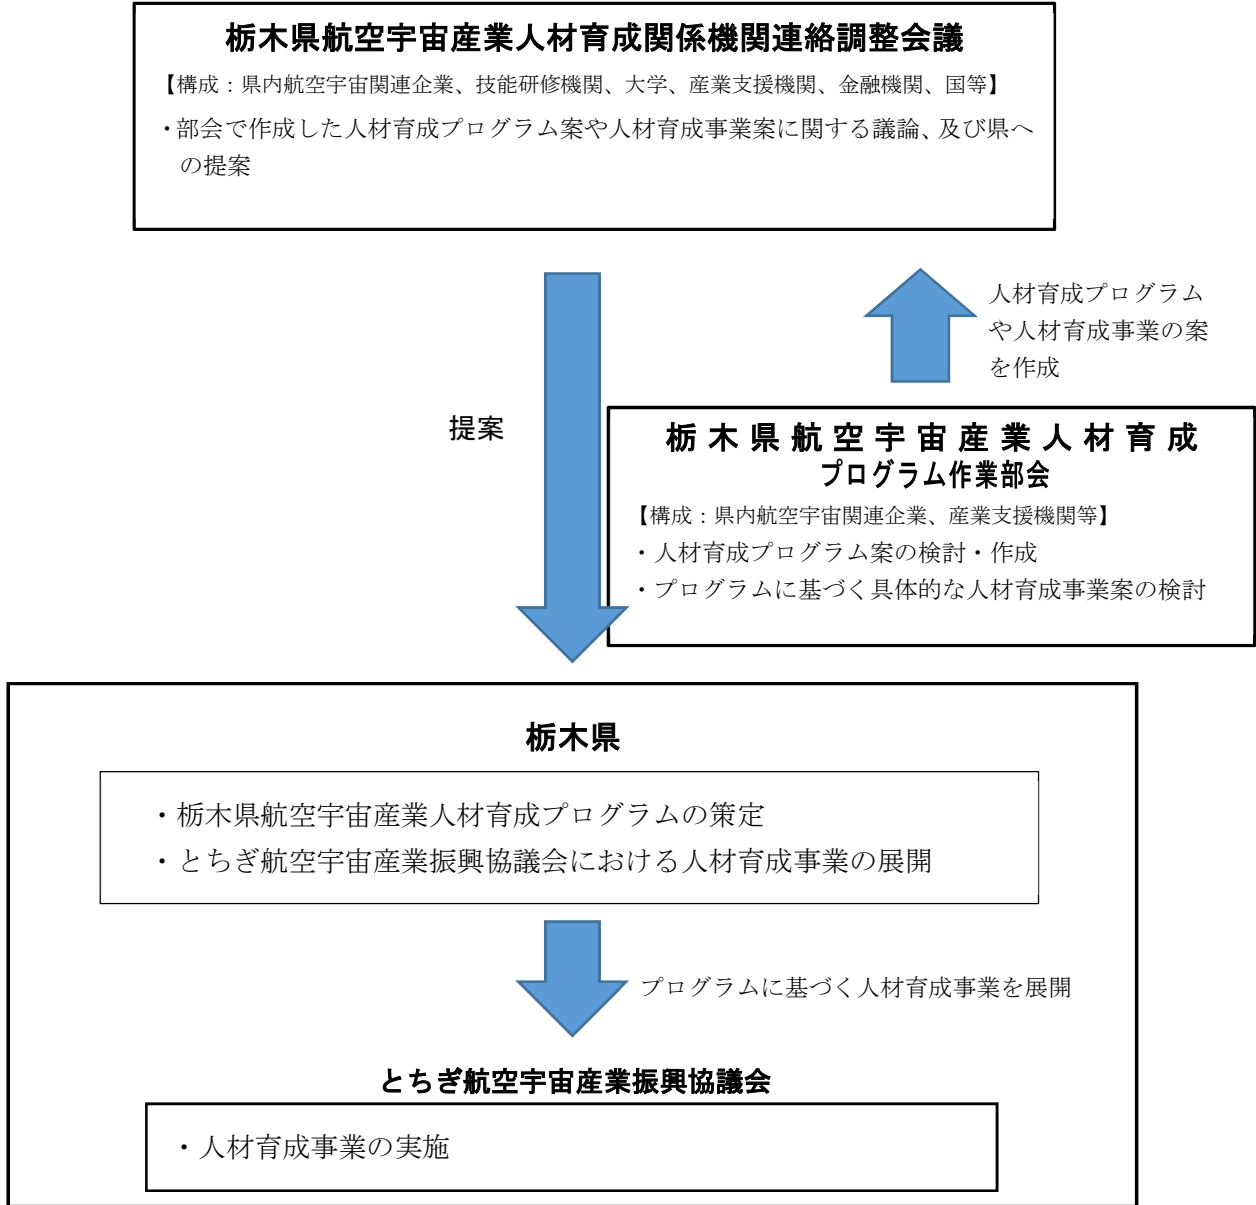 栃木県航空宇宙産業人材育成関係機関連絡調整会議
【構成：県内航空宇宙関連企業、技能研修機関、大学、産業支援機関、金融機関、国等】
・部会で作成した人材育成プログラム案や人材育成事業案に関する議論、及び県へ
の提案
人材育成プログラム
や人材育成事業の案
を作成
提案
栃木県航空宇宙産業人材育成
プログラム作業部会
【構成：県内航空宇宙関連企業、産業支援機関等】
・人材育成プログラム案の検討・作成
・プログラムに基づく具体的な人材育成事業案の検討
栃木県
・栃木県航空宇宙産業人材育成プログラムの策定
・とちぎ航空宇宙産業振興協議会における人材育成事業の展開
プログラムに基づく人材育成事業を展開
とちぎ航空宇宙産業振興協議会
・人材育成事業の実施